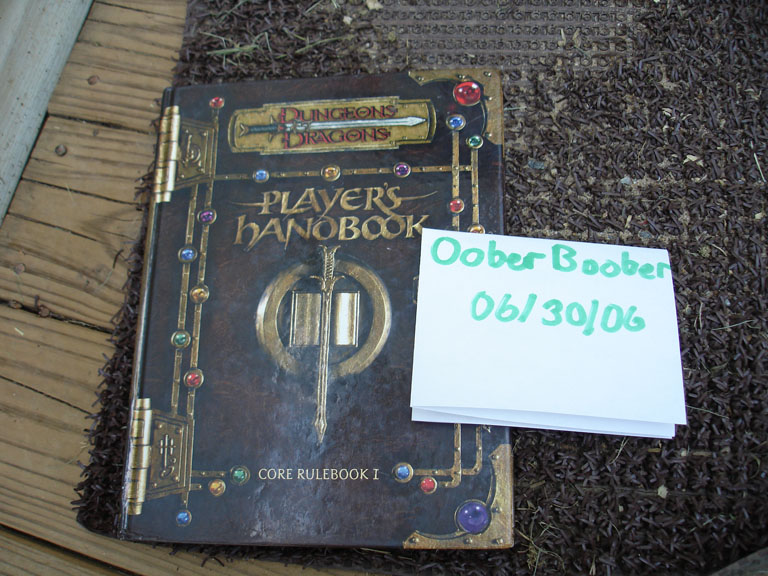 DUNGEONS
DRAGONS
PLAYER'S
HANDBOOK
CORE RULEBOOK I
Oober Boober
06/30/06